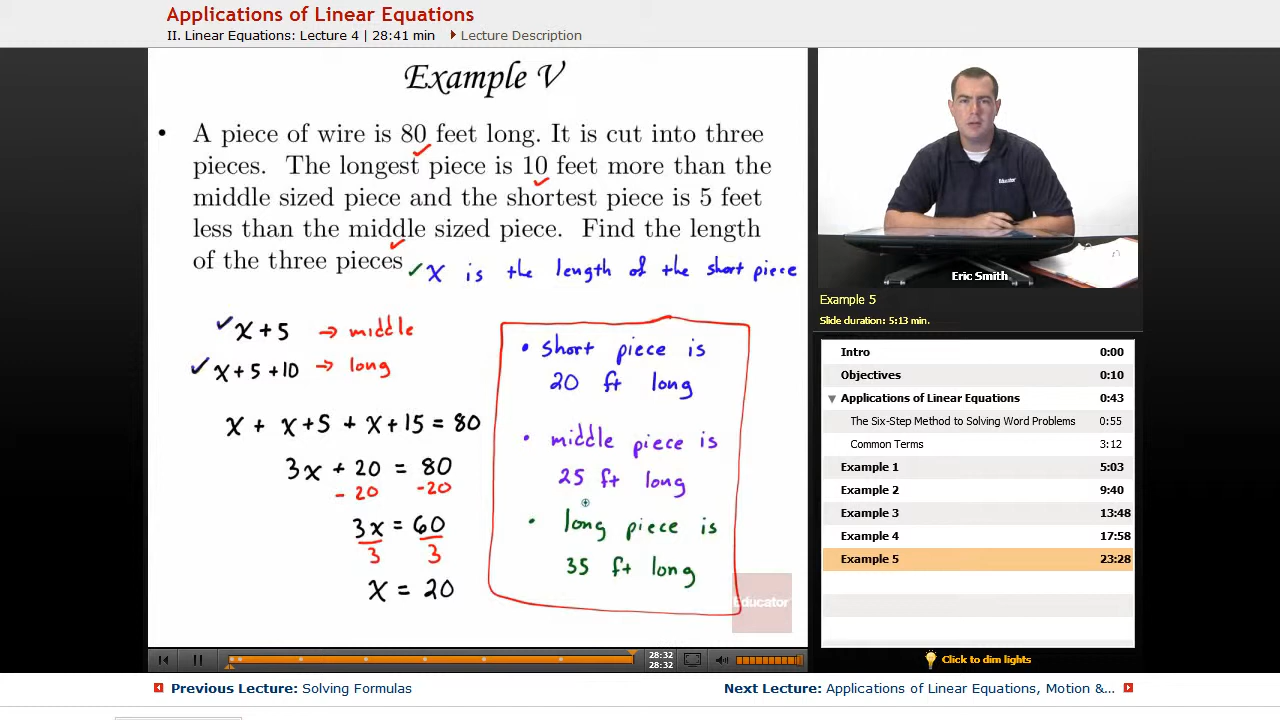 Applications of Linear Equations
II. Linear Equations: Lecture 4 | 28:41 min Lecture Description
Example V
• A piece of wire is 80 feet long. It is cut into three
pieces. The longest piece is 10 feet more than the
middle sized piece and the shortest piece is 5 feet
less than the middle sized piece. Find the length
of the three pieces
✓ x is the length of the short piece
✓ x + 5 → middle
✓ x + 5 + 10 → long
x + x + 5 + x + 15 = 80
3x + 20 = 80
- 20 -20
3x = 60
3 3
x = 20
• short piece is
20 ft long
• middle piece is
25 ft long
• long piece is
35 ft long
Educator
Educator
Eric Smith
Example 5
Slide duration: 5:13 min.
Intro 0:00
Objectives 0:10
Applications of Linear Equations 0:43
The Six-Step Method to Solving Word Problems 0:55
Common Terms 3:12
Example 1 5:03
Example 2 9:40
Example 3 13:48
Example 4 17:58
Example 5 23:28
28:32
28:32
Click to dim lights
Previous Lecture: Solving Formulas
Next Lecture: Applications of Linear Equations, Motion &...